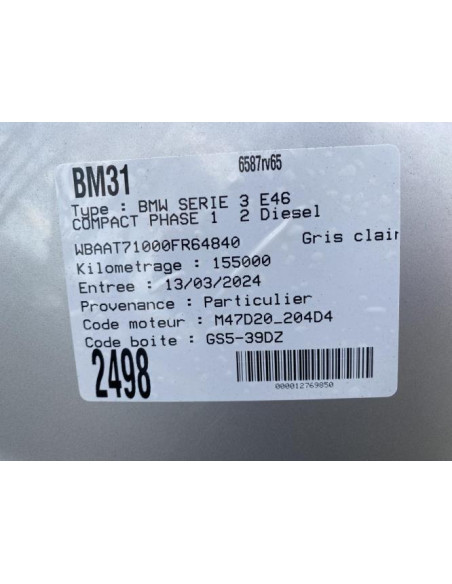 6587rv65
BM31
Type : BMW SERIE 3 E46
COMPACT PHASE 1 2 Diesel
WBAAT71000FR64840 Gris clair
Kilometrage : 155000
Entree : 13/03/2024
Provenance : Particulier
Code moteur : M47D20_204D4
Code boite : GS5-39DZ
2498
000012769850